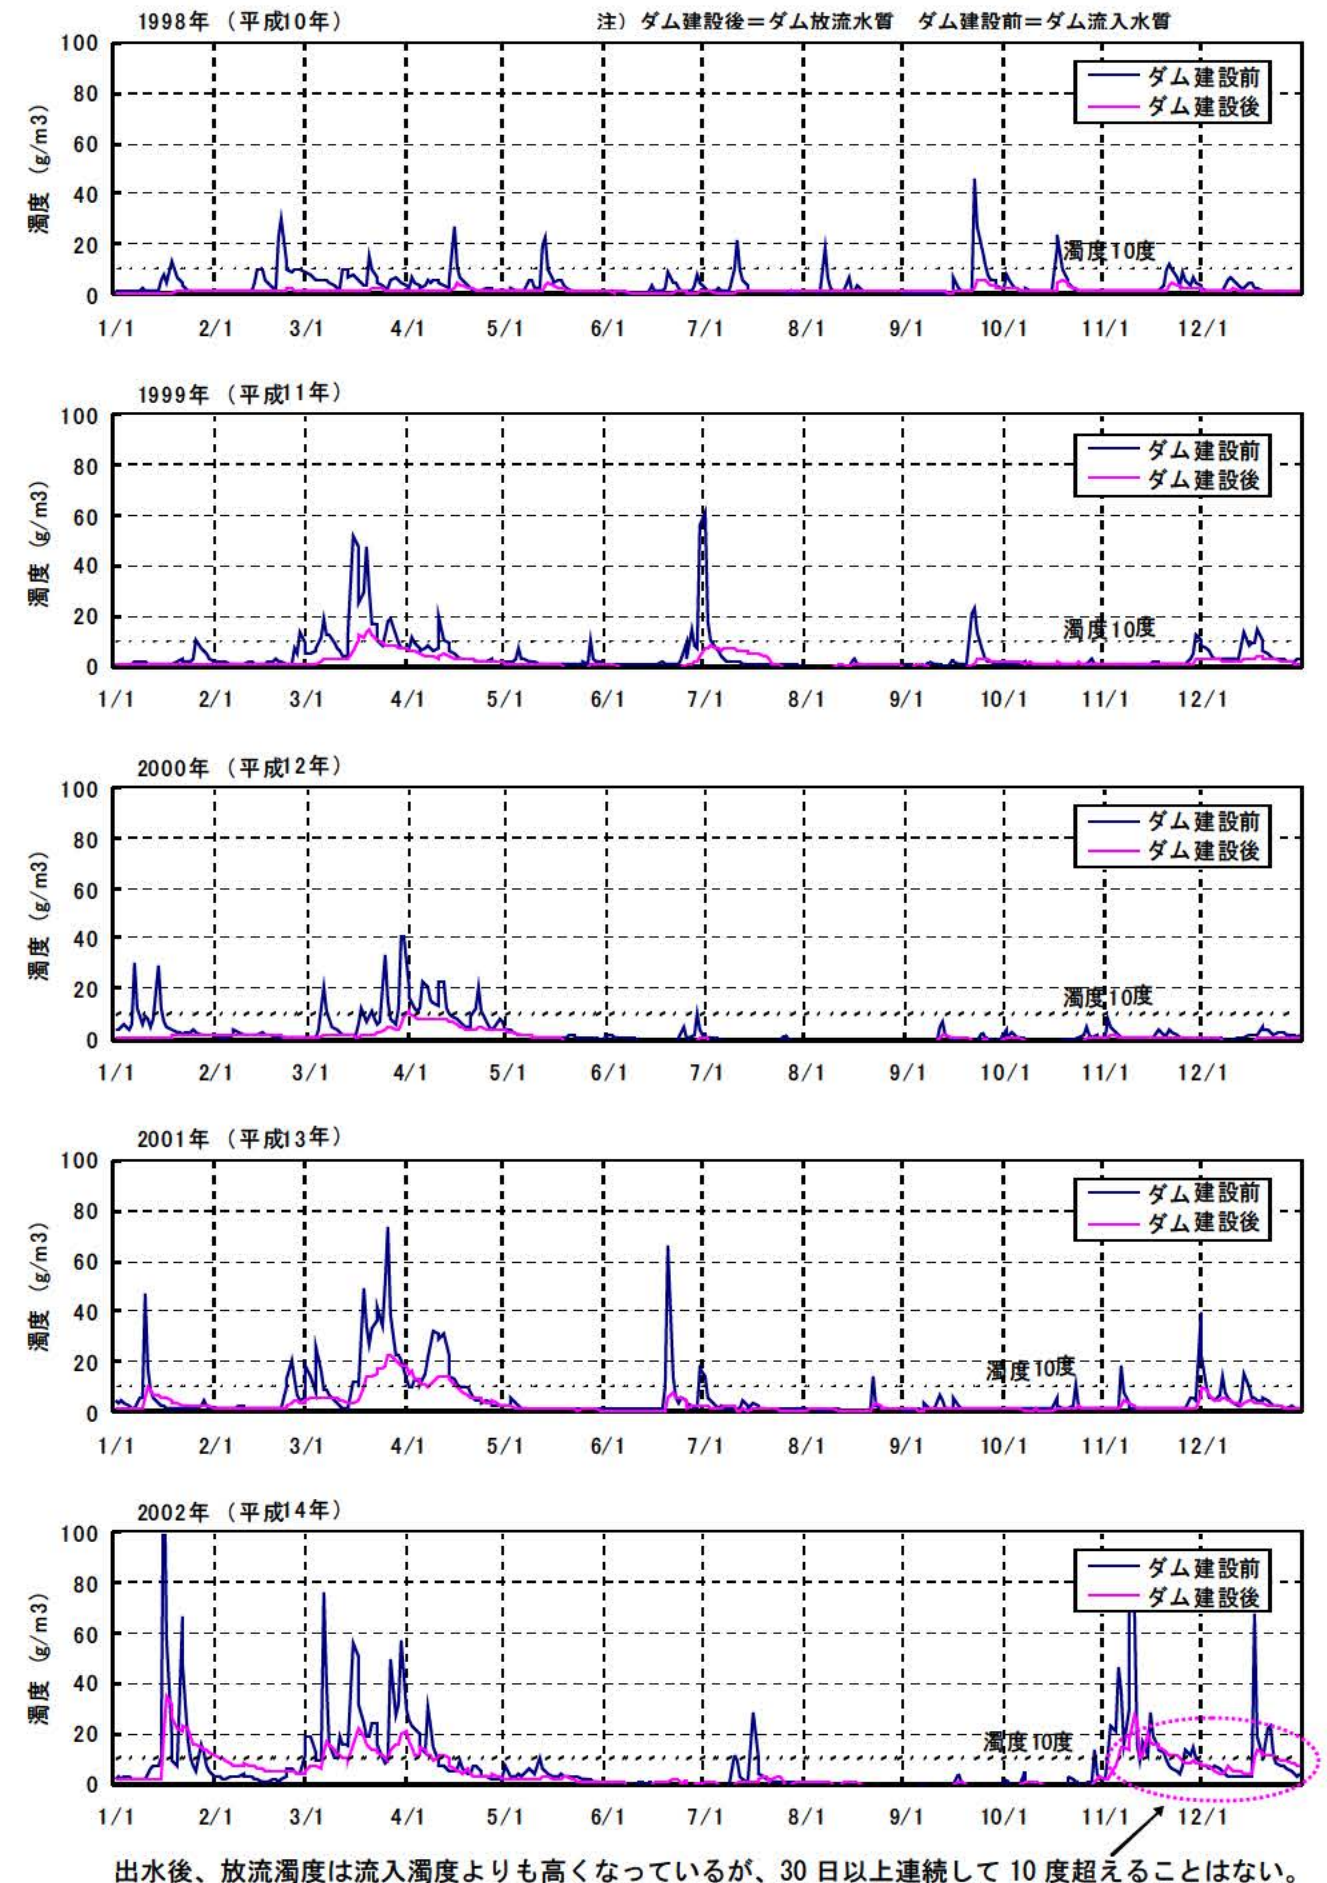 1998年（平成10年）
注）ダム建設後＝ダム放流水質　ダム建設前＝ダム流入水質
濁度（g/m3）
100
80
60
40
20
0
ダム建設前
ダム建設後
濁度10度
1/1 2/1 3/1 4/1 5/1 6/1 7/1 8/1 9/1 10/1 11/1 12/1
1999年（平成11年）
濁度（g/m3）
100
80
60
40
20
0
ダム建設前
ダム建設後
濁度10度
1/1 2/1 3/1 4/1 5/1 6/1 7/1 8/1 9/1 10/1 11/1 12/1
2000年（平成12年）
濁度（g/m3）
100
80
60
40
20
0
ダム建設前
ダム建設後
濁度10度
1/1 2/1 3/1 4/1 5/1 6/1 7/1 8/1 9/1 10/1 11/1 12/1
2001年（平成13年）
濁度（g/m3）
100
80
60
40
20
0
ダム建設前
ダム建設後
濁度10度
1/1 2/1 3/1 4/1 5/1 6/1 7/1 8/1 9/1 10/1 11/1 12/1
2002年（平成14年）
濁度（g/m3）
100
80
60
40
20
0
ダム建設前
ダム建設後
濁度10度
1/1 2/1 3/1 4/1 5/1 6/1 7/1 8/1 9/1 10/1 11/1 12/1
出水後、放流濁度は流入濁度よりも高くなっているが、30 日以上連続して 10 度超えることはない。